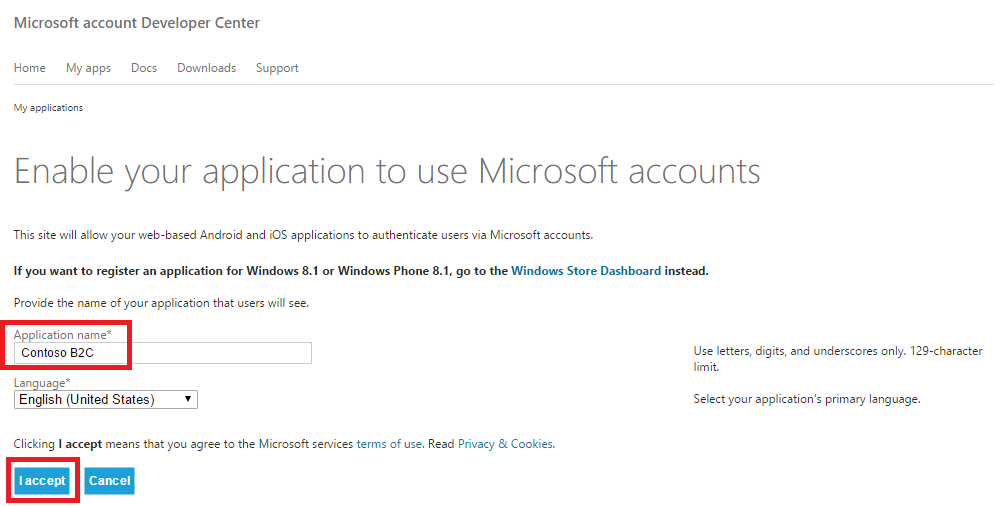 Microsoft account Developer Center
Home My apps Docs Downloads Support
My applications
Enable your application to use Microsoft accounts
This site will allow your web-based Android and iOS applications to authenticate users via Microsoft accounts.
If you want to register an application for Windows 8.1 or Windows Phone 8.1, go to the Windows Store Dashboard instead.
Provide the name of your application that users will see.
Application name*
Contoso B2C
Use letters, digits, and underscores only. 129-character
limit.
Language*
English (United States)
Select your application's primary language.
Clicking I accept means that you agree to the Microsoft services terms of use. Read Privacy & Cookies.
I accept Cancel